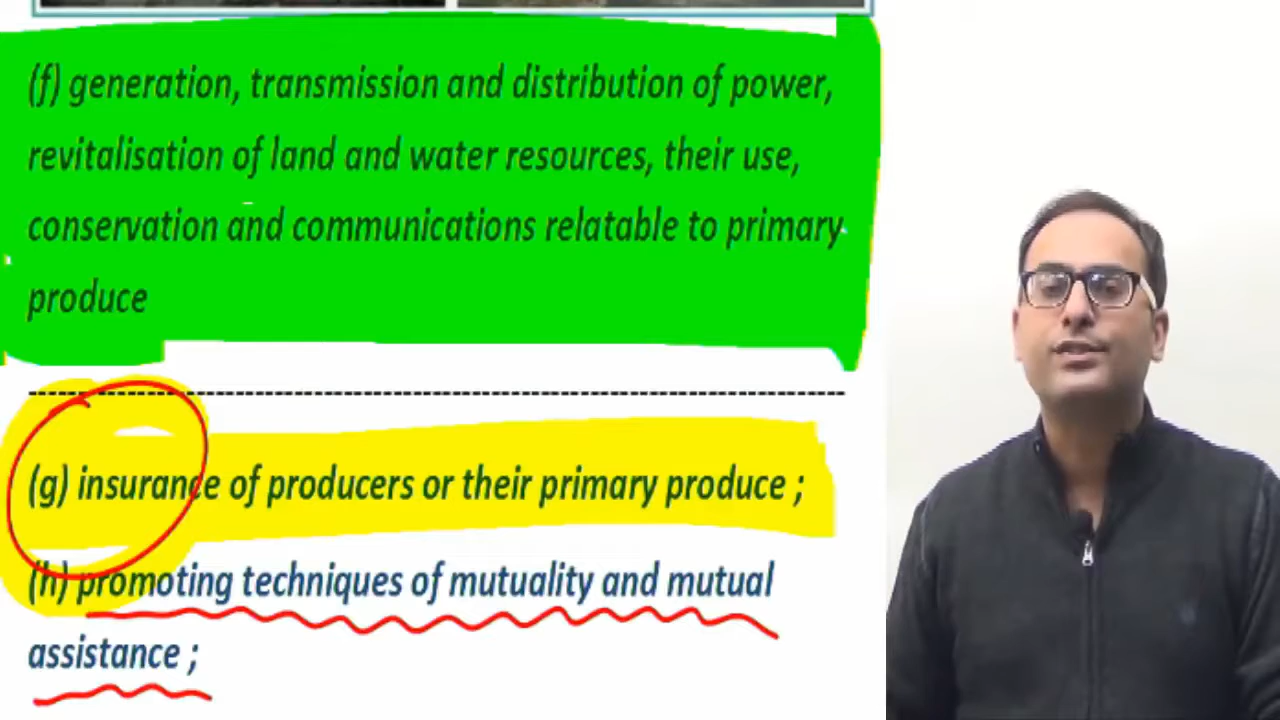 (f) generation, transmission and distribution of power,
revitalisation of land and water resources, their use,
conservation and communications relatable to primary
produce
(g) insurance of producers or their primary produce ;
(h) promoting techniques of mutuality and mutual
assistance ;